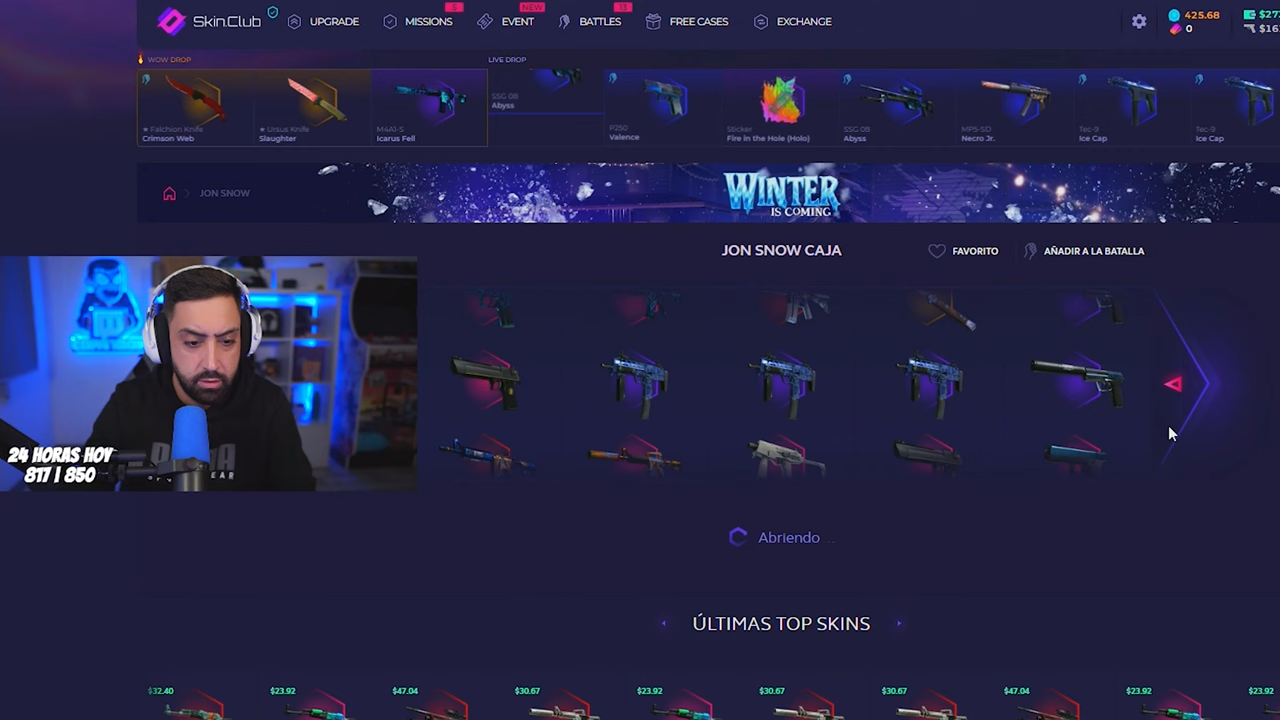 Skin.Club
UPGRADE
5
MISSIONS
NEW
EVENT
13
BATTLES
FREE CASES
EXCHANGE
425.68
0
WOW DROP
LIVE DROP
★ Falchion Knife
Crimson Web
★ Ursus Knife
Slaughter
M4A1-S
Icarus Fell
SSG 08
Abyss
P250
Valence
Sticker
Fire in the Hole (Holo)
SSG 08
Abyss
MP5-SD
Necro Jr.
Tec-9
Ice Cap
Tec-9
Ice Cap
JON SNOW
WINTER
IS COMING
JON SNOW CAJA
FAVORITO
AÑADIR A LA BATALLA
24 HORAS HOY
817 | 850
Abriendo ..
ÚLTIMAS TOP SKINS
$32.40
$23.92
$47.04
$30.67
$23.92
$30.67
$30.67
$47.04
$23.92
$23.92